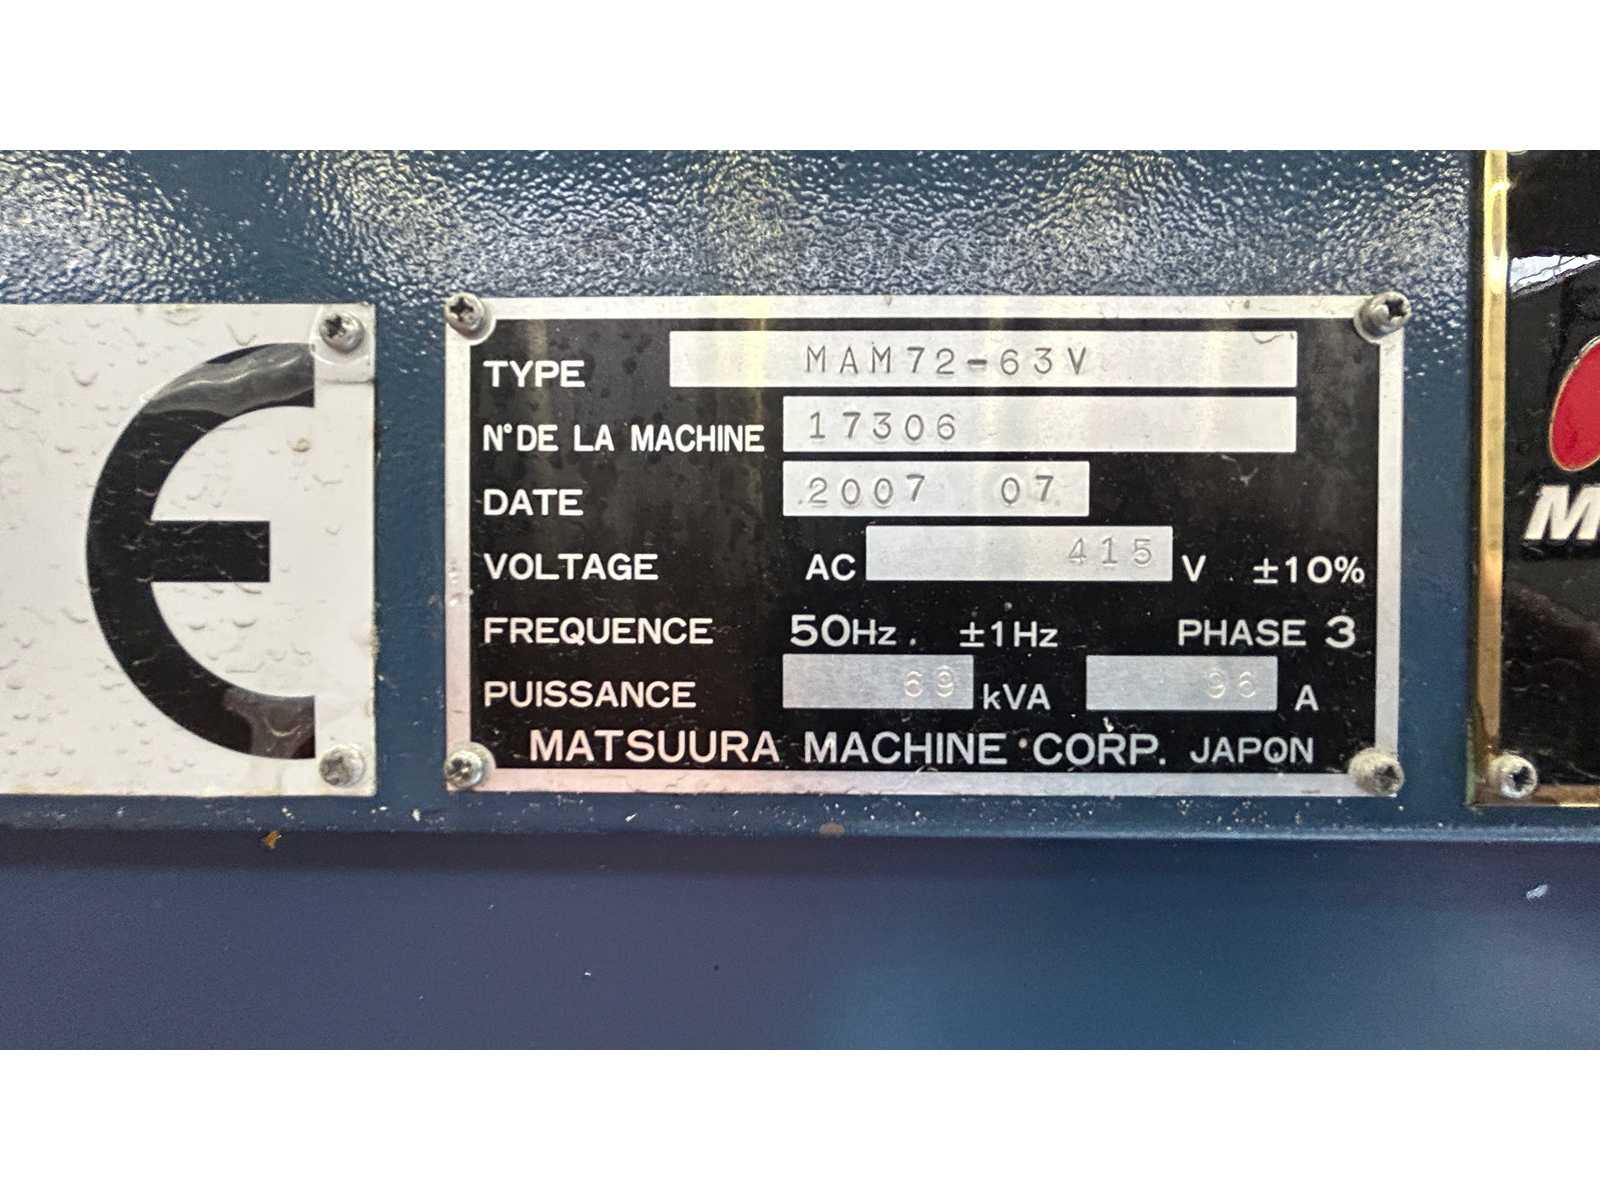 TYPE MAM72-63V
N° DE LA MACHINE 17306
DATE 2007 07
VOLTAGE AC 415 V ±10%
FREQUENCE 50Hz. ±1Hz PHASE 3
PUISSANCE 69 kVA 96 A
MATSUURA MACHINE CORP. JAPON
CE